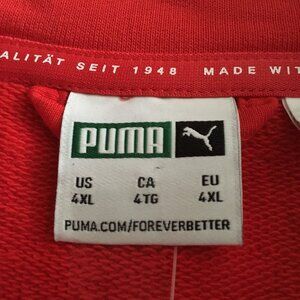 ALITÄT SEIT 1948 MADE WIT
PUMA
US CA EU
4XL 4TG 4XL
PUMA.COM/FOREVERBETTER